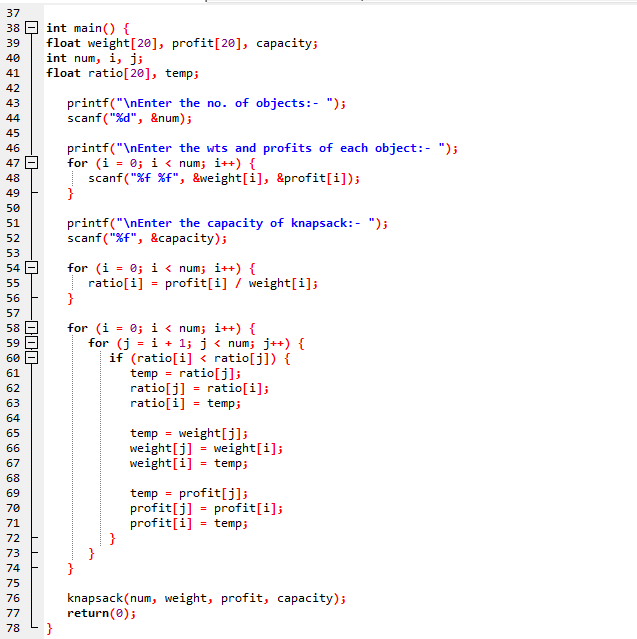 37
38 int main() {
39 float weight[20], profit[20], capacity;
40 int num, i, j;
41 float ratio[20], temp;
42
43 printf("\nEnter the no. of objects:- ");
44 scanf("%d", &num);
45
46 printf("\nEnter the wts and profits of each object:- ");
47 for (i = 0; i < num; i++) {
48 scanf("%f %f", &weight[i], &profit[i]);
49 }
50
51 printf("\nEnter the capacity of knapsack:- ");
52 scanf("%f", &capacity);
53
54 for (i = 0; i < num; i++) {
55 ratio[i] = profit[i] / weight[i];
56 }
57
58 for (i = 0; i < num; i++) {
59 for (j = i + 1; j < num; j++) {
60 if (ratio[i] < ratio[j]) {
61 temp = ratio[j];
62 ratio[j] = ratio[i];
63 ratio[i] = temp;
64
65 temp = weight[j];
66 weight[j] = weight[i];
67 weight[i] = temp;
68
69 temp = profit[j];
70 profit[j] = profit[i];
71 profit[i] = temp;
72 }
73 }
74 }
75
76 knapsack(num, weight, profit, capacity);
77 return(0);
78 }